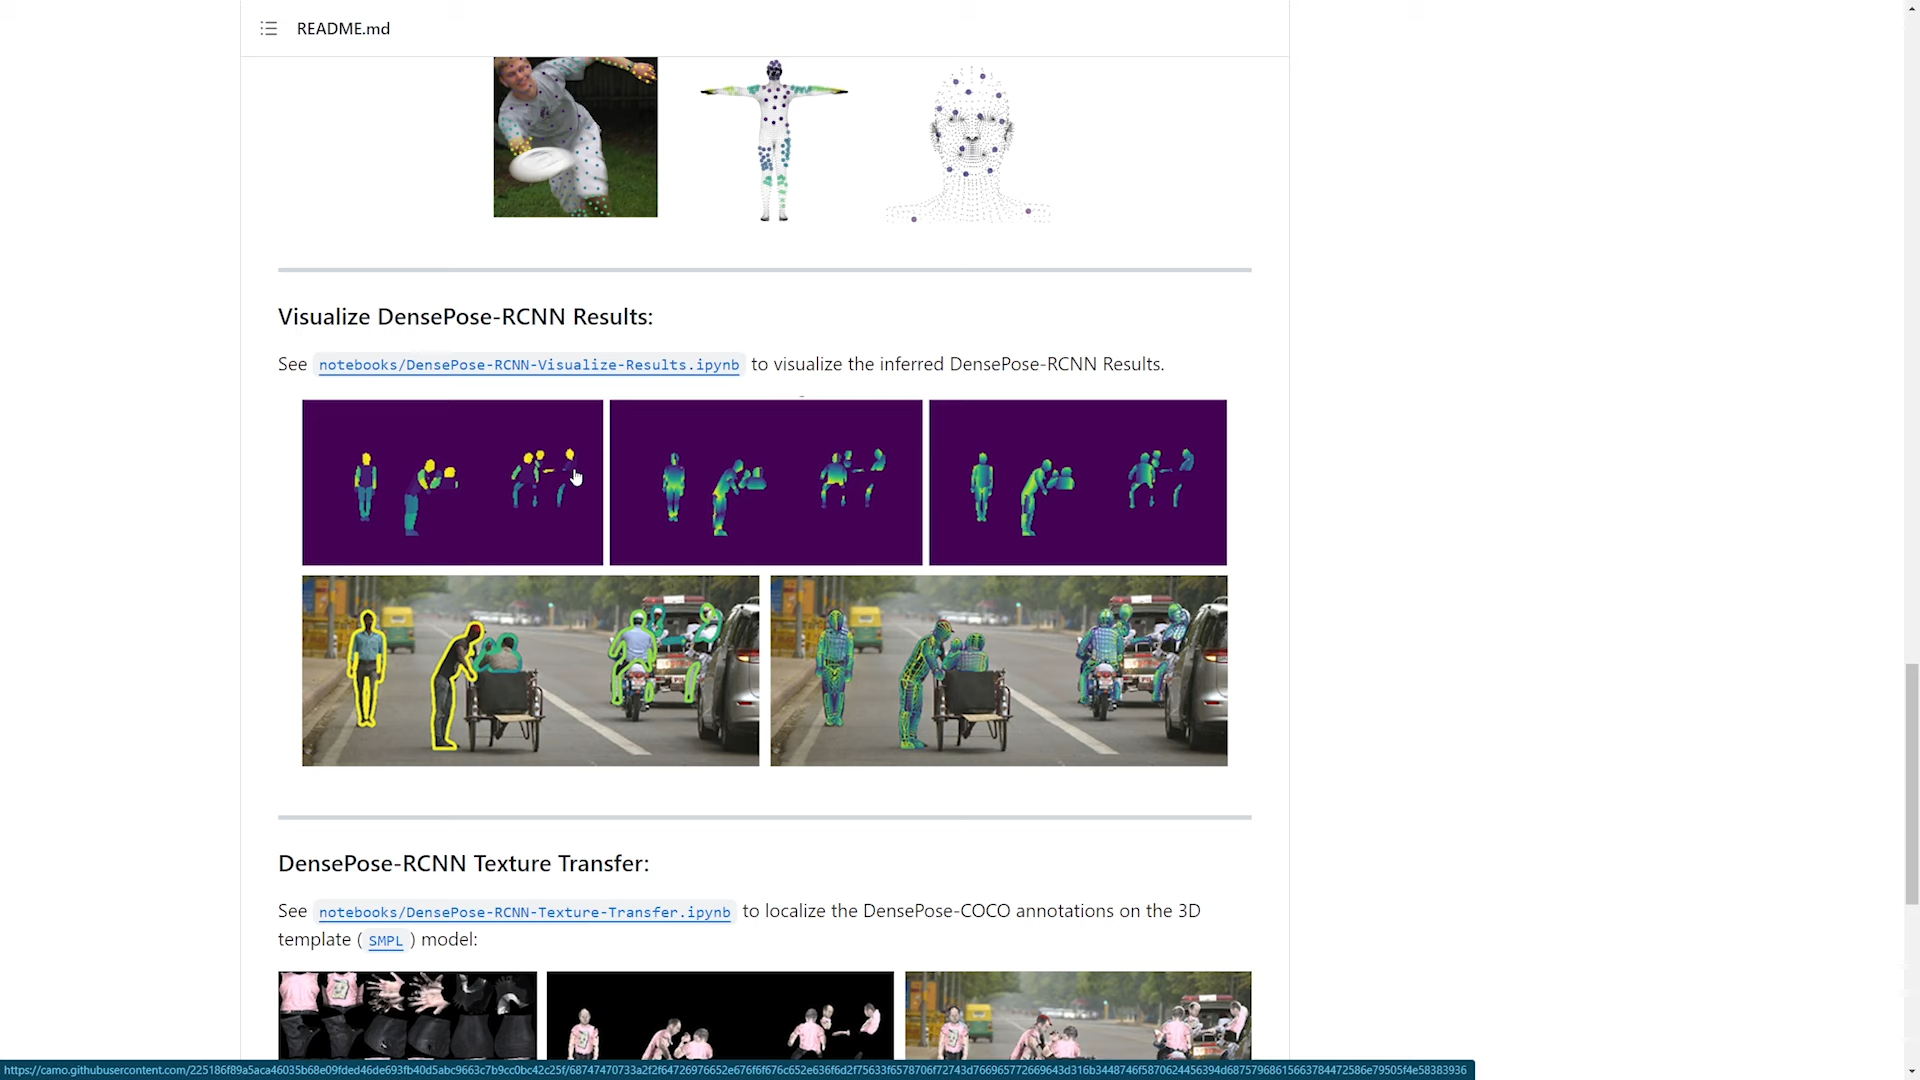 README.md
Visualize DensePose-RCNN Results:
See notebooks/DensePose-RCNN-Visualize-Results.ipynb to visualize the inferred DensePose-RCNN Results.
DensePose-RCNN Texture Transfer:
See notebooks/DensePose-RCNN-Texture-Transfer.ipynb to localize the DensePose-COCO annotations on the 3D
template ( SMPL ) model: